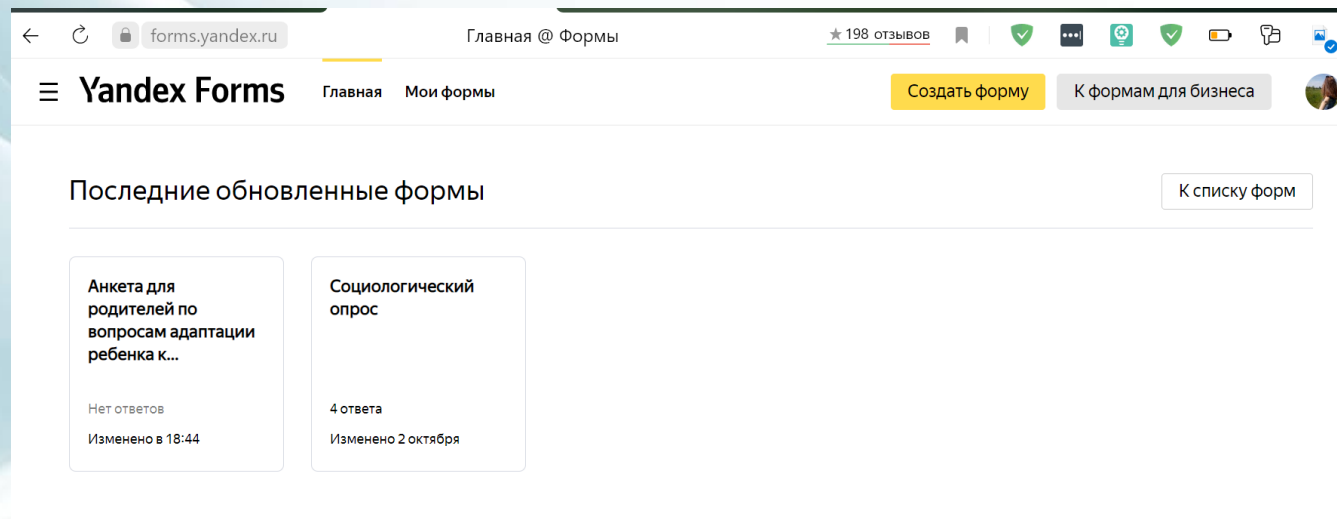 forms.yandex.ru
Главная @ Формы
★ 198 отзывов
Yandex Forms
Главная
Мои формы
Создать форму
К формам для бизнеса
Последние обновленные формы
К списку форм
Анкета для
родителей по
вопросам адаптации
ребенка к...
Нет ответов
Изменено в 18:44
Социологический
опрос
4 ответа
Изменено 2 октября